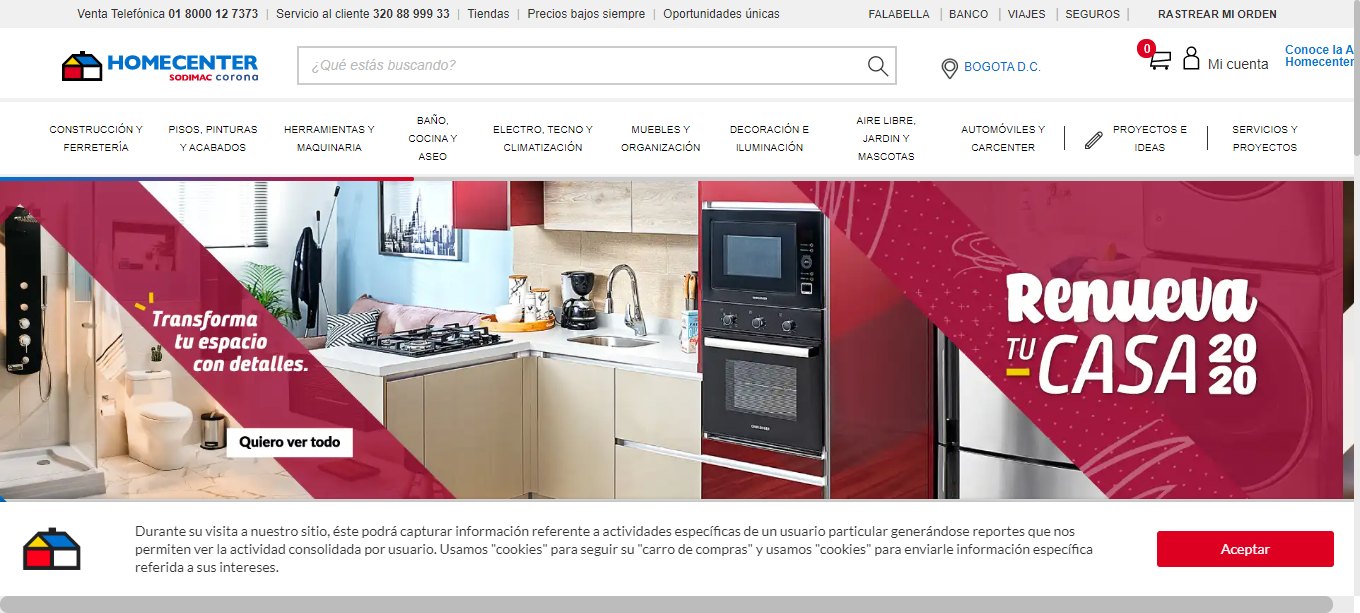 Venta Telefónica 01 8000 12 7373 | Servicio al cliente 320 88 999 33 | Tiendas | Precios bajos siempre | Oportunidades únicas FALABELLA | BANCO | VIAJES | SEGUROS | RASTREAR MI ORDEN
HOMECENTER
SODIMAC corona
¿Qué estás buscando?
BOGOTA D.C.
0
Mi cuenta
Conoce la A
Homecenter
CONSTRUCCIÓN Y
FERRETERÍA
PISOS, PINTURAS
Y ACABADOS
HERRAMIENTAS Y
MAQUINARIA
BAÑO,
COCINA Y
ASEO
ELECTRO, TECNO Y
CLIMATIZACIÓN
MUEBLES Y
ORGANIZACIÓN
DECORACIÓN E
ILUMINACIÓN
AIRE LIBRE,
JARDIN Y
MASCOTAS
AUTOMÓVILES Y
CARCENTER
PROYECTOS E
IDEAS
SERVICIOS Y
PROYECTOS
Transforma
tu espacio
con detalles.
Quiero ver todo
Renueva
TU CASA 20
20
Durante su visita a nuestro sitio, éste podrá capturar información referente a actividades específicas de un usuario particular generándose reportes que nos
permiten ver la actividad consolidada por usuario. Usamos "cookies" para seguir su "carro de compras" y usamos "cookies" para enviarle información específica
referida a sus intereses.
Aceptar